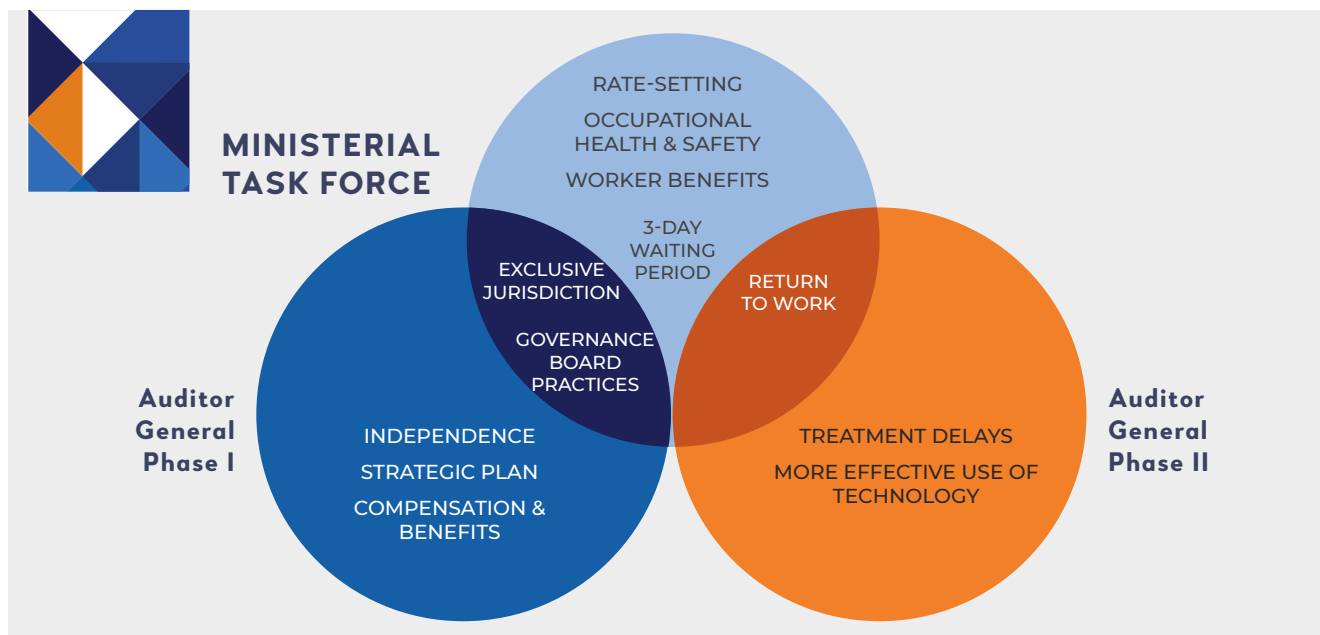 MINISTERIAL
TASK FORCE
RATE-SETTING
OCCUPATIONAL
HEALTH & SAFETY
WORKER BENEFITS
3-DAY
WAITING
PERIOD
EXCLUSIVE
JURISDICTION
GOVERNANCE
BOARD
PRACTICES
RETURN
TO WORK
Auditor
General
Phase I
INDEPENDENCE
STRATEGIC PLAN
COMPENSATION &
BENEFITS
TREATMENT DELAYS
MORE EFFECTIVE USE OF
TECHNOLOGY
Auditor
General
Phase II